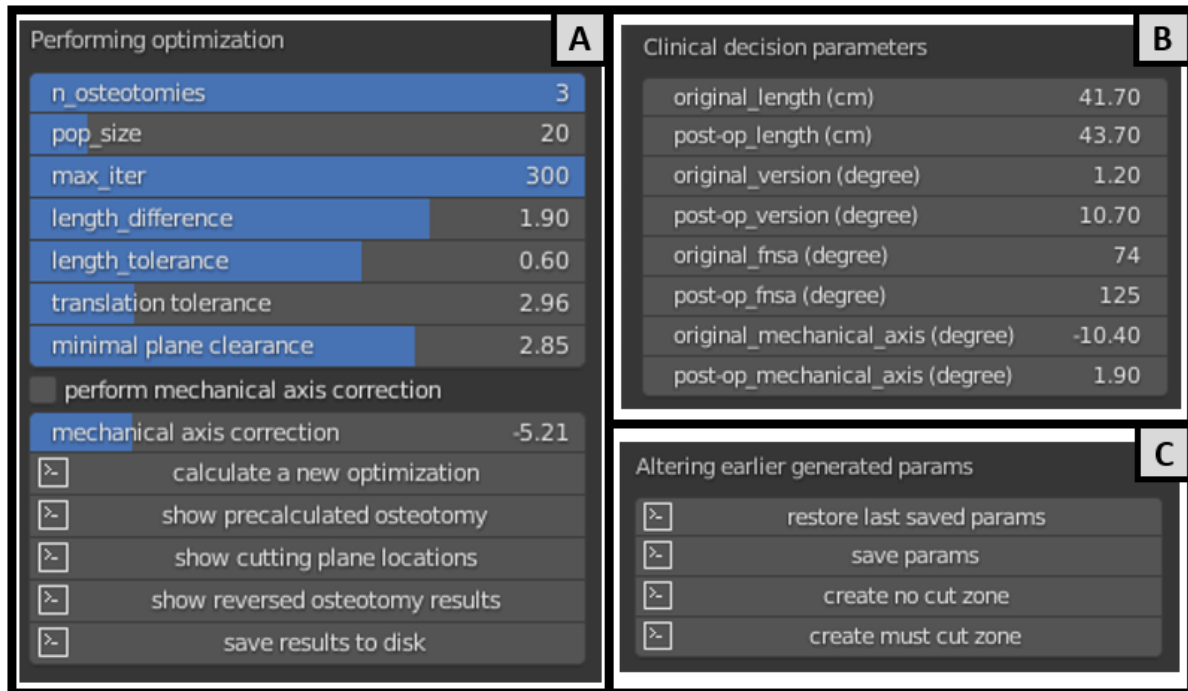 Performing optimization
A
n_osteotomies 3
pop_size 20
max_iter 300
length_difference 1.90
length_tolerance 0.60
translation tolerance 2.96
minimal plane clearance 2.85
perform mechanical axis correction
mechanical axis correction -5.21
>- calculate a new optimization
>- show precalculated osteotomy
>- show cutting plane locations
>- show reversed osteotomy results
>- save results to disk
Clinical decision parameters
B
original_length (cm) 41.70
post-op_length (cm) 43.70
original_version (degree) 1.20
post-op_version (degree) 10.70
original_fnsa (degree) 74
post-op_fnsa (degree) 125
original_mechanical_axis (degree) -10.40
post-op_mechanical_axis (degree) 1.90
Altering earlier generated params
C
>- restore last saved params
>- save params
>- create no cut zone
>- create must cut zone